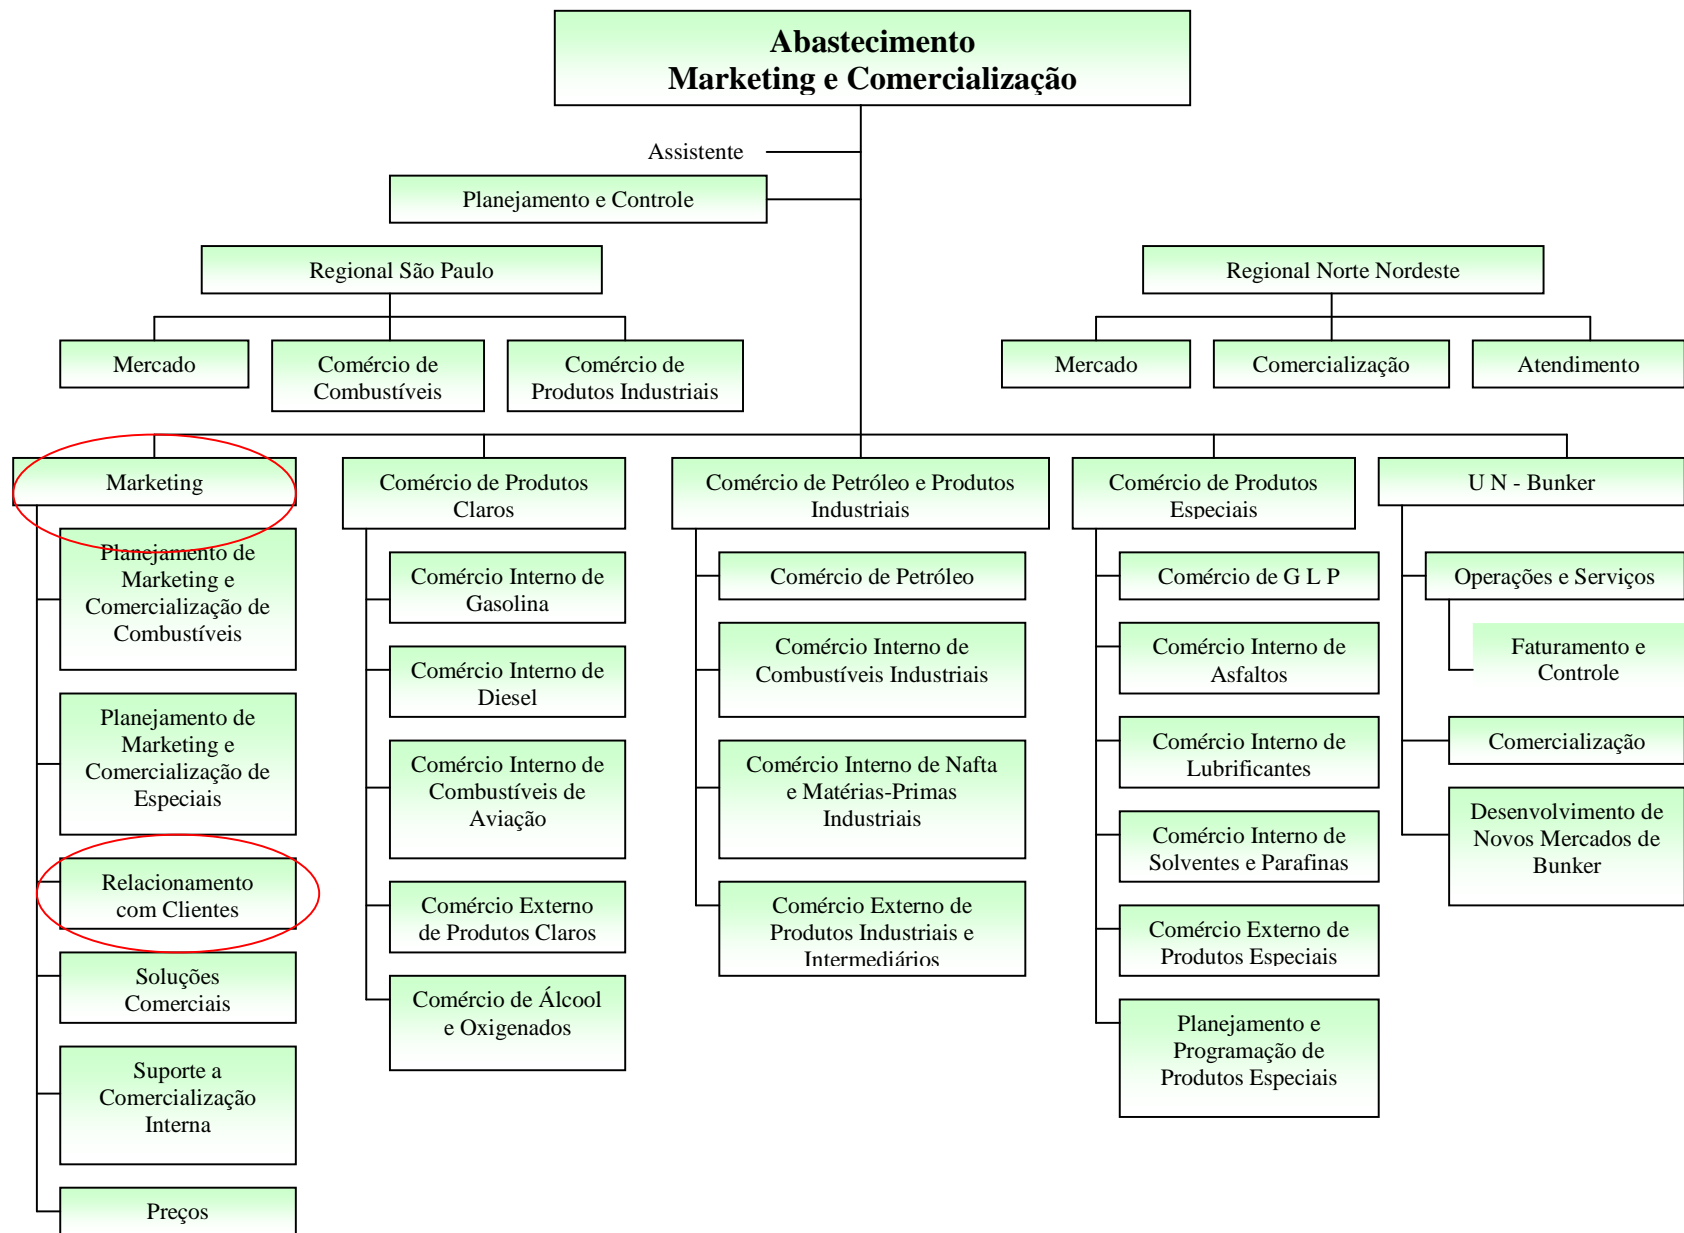 Abastecimento
Marketing e Comercialização
Assistente
Planejamento e Controle
Regional São Paulo
Regional Norte Nordeste
Mercado
Comércio de
Combustíveis
Comércio de
Produtos Industriais
Mercado
Comercialização
Atendimento
Marketing
Planejamento de
Marketing e
Comercialização de
Combustíveis
Planejamento de
Marketing e
Comercialização de
Especiais
Relacionamento
com Clientes
Soluções
Comerciais
Suporte a
Comercialização
Interna
Preços
Comércio de Produtos
Claros
Comércio Interno de
Gasolina
Comércio Interno de
Diesel
Comércio Interno de
Combustíveis de
Aviação
Comércio Externo
de Produtos Claros
Comércio de Álcool
e Oxigenados
Comércio de Petróleo e Produtos
Industriais
Comércio de Petróleo
Comércio Interno de
Combustíveis Industriais
Comércio Interno de Nafta
e Matérias-Primas
Industriais
Comércio Externo de
Produtos Industriais e
Intermediários
Comércio de Produtos
Especiais
Comércio de G L P
Comércio Interno de
Asfaltos
Comércio Interno de
Lubrificantes
Comércio Interno de
Solventes e Parafinas
Comércio Externo de
Produtos Especiais
Planejamento e
Programação de
Produtos Especiais
U N - Bunker
Operações e Serviços
Faturamento e
Controle
Comercialização
Desenvolvimento de
Novos Mercados de
Bunker